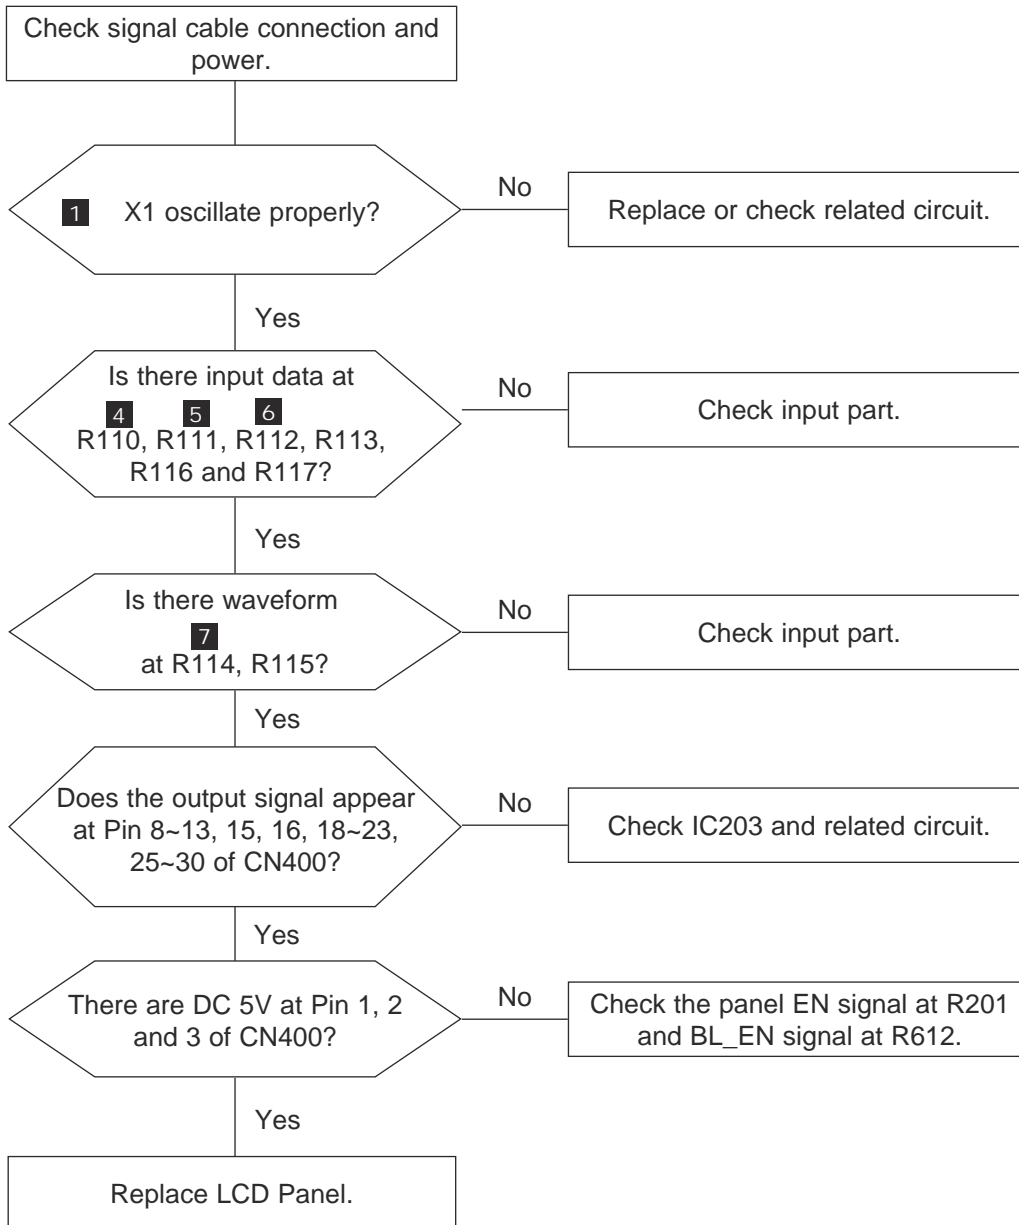 Check signal cable connection and
power.
1 X1 oscillate properly?
No
Replace or check related circuit.
Yes
Is there input data at
4 5 6
R110, R111, R112, R113,
R116 and R117?
No
Check input part.
Yes
Is there waveform
7
at R114, R115?
No
Check input part.
Yes
Does the output signal appear
at Pin 8~13, 15, 16, 18~23,
25~30 of CN400?
No
Check IC203 and related circuit.
Yes
There are DC 5V at Pin 1, 2
and 3 of CN400?
No
Check the panel EN signal at R201
and BL_EN signal at R612.
Yes
Replace LCD Panel.